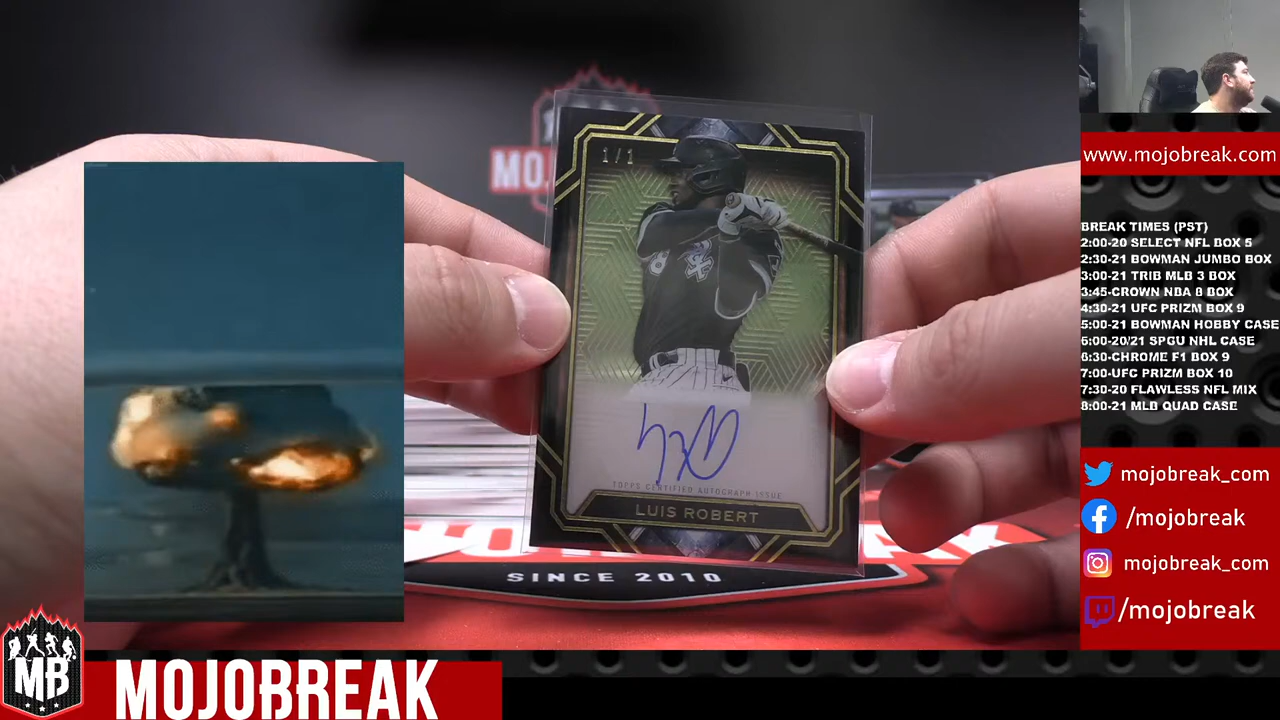 MO
1/1
TOPPS CERTIFIED AUTOGRAPH ISSUE
LUIS ROBERT
SINCE 2010
MB
MOJOBREAK
www.mojobreak.com
BREAK TIMES (PST)
2:00-20 SELECT NFL BOX 5
2:30-21 BOWMAN JUMBO BOX
3:00-21 TRIB MLB 3 BOX
3:45-CROWN NBA 8 BOX
4:30-21 UFC PRIZM BOX 9
5:00-21 BOWMAN HOBBY CASE
6:00-20/21 SPGU NHL CASE
6:30-CHROME F1 BOX 9
7:00-UFC PRIZM BOX 10
7:30-20 FLAWLESS NFL MIX
8:00-21 MLB QUAD CASE
mojobreak_com
/mojobreak
mojobreak_com
/mojobreak